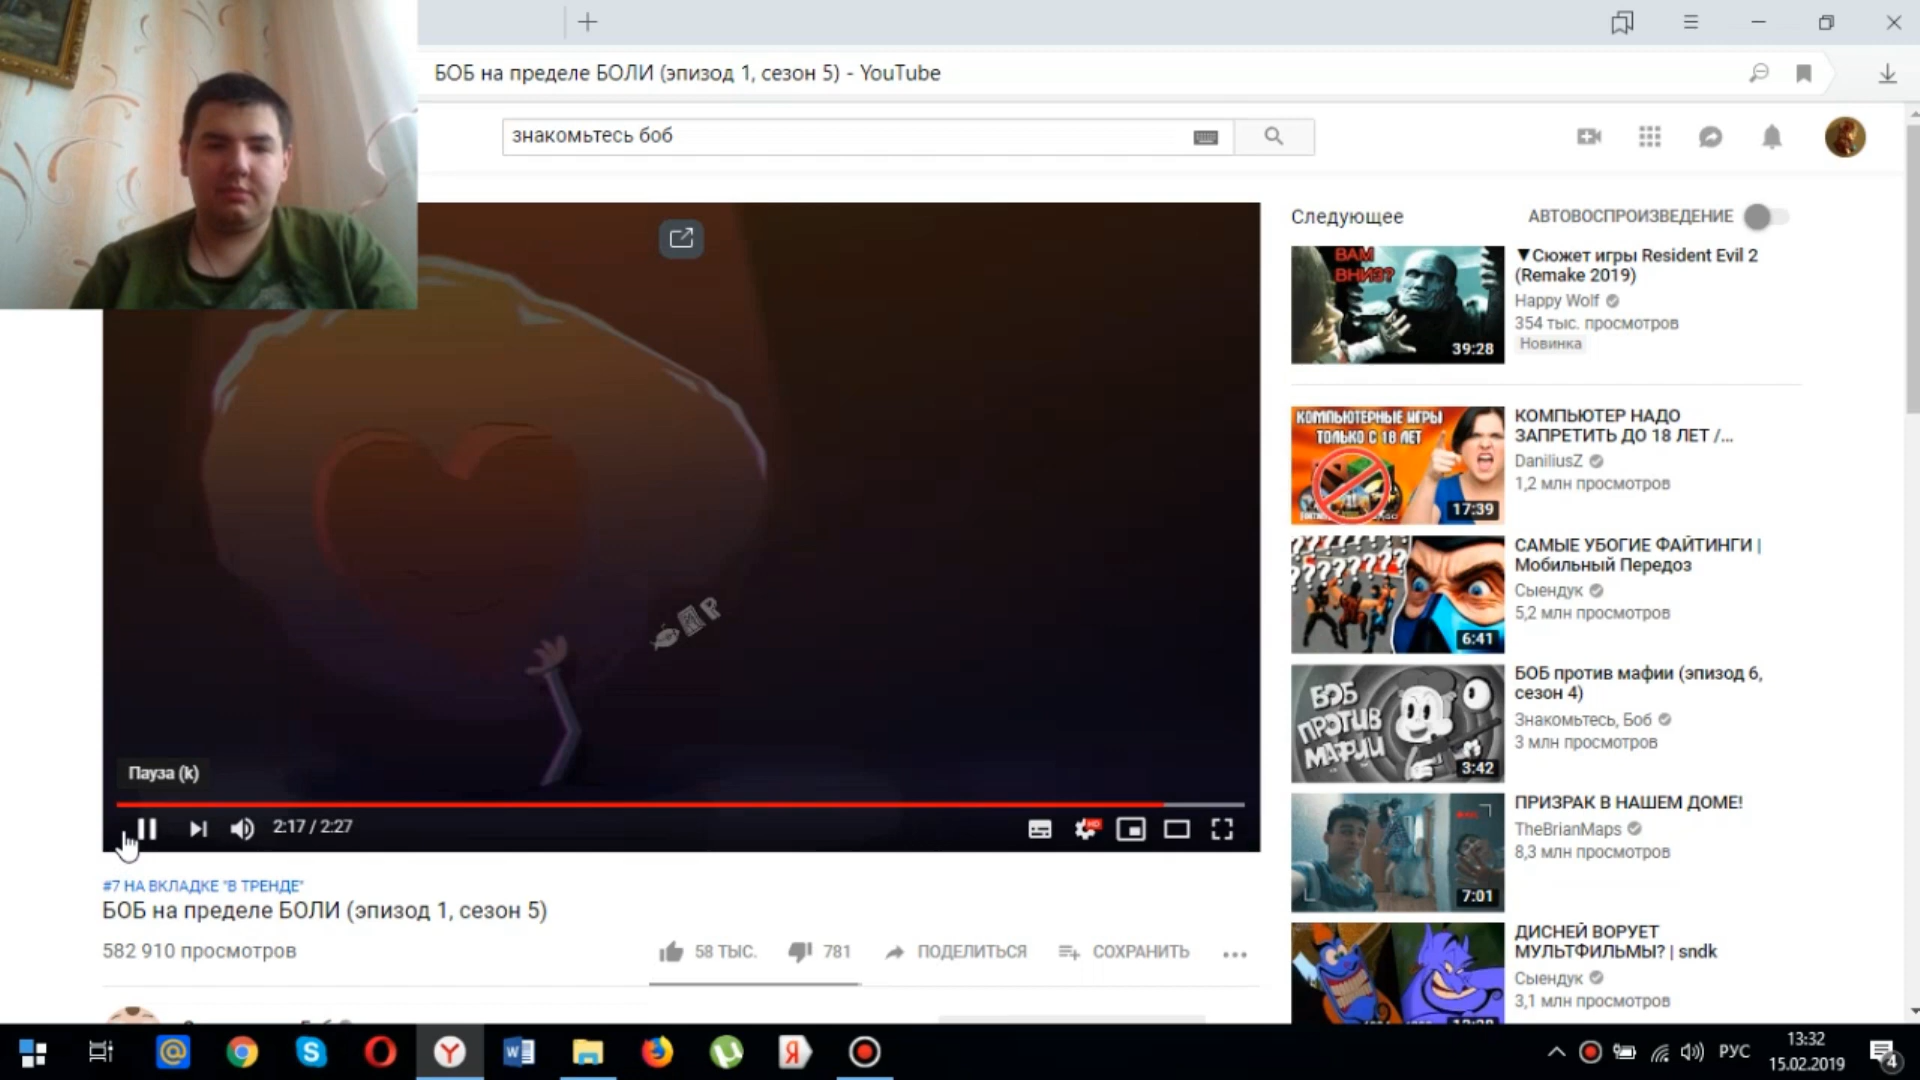 БОБ на пределе БОЛИ (эпизод 1, сезон 5) - YouTube
знакомьтесь боб
Следующее
АВТОВОСПРОИЗВЕДЕНИЕ
ВАМ
ВНИЗ?
39:28
▼Сюжет игры Resident Evil 2
(Remake 2019)
Happy Wolf
354 тыс. просмотров
Новинка
КОМПЬЮТЕРНЫЕ ИГРЫ
ТОЛЬКО С 18 ЛЕТ
17:39
КОМПЬЮТЕР НАДО
ЗАПРЕТИТЬ ДО 18 ЛЕТ /...
DaniliusZ
1,2 млн просмотров
???????
6:41
САМЫЕ УБОГИЕ ФАЙТИНГИ |
Мобильный Передоз
Сыендук
5,2 млн просмотров
БОБ
ПРОТИВ
МАФИИ
3:42
БОБ против мафии (эпизод 6,
сезон 4)
Знакомьтесь, Боб
3 млн просмотров
7:01
ПРИЗРАК В НАШЕМ ДОМЕ!
TheBrianMaps
8,3 млн просмотров
ДИСНЕЙ ВОРУЕТ
МУЛЬТФИЛЬМЫ? | sndk
Сыендук
3,1 млн просмотров
Пауза (k)
2:17 / 2:27
HD
#7 НА ВКЛАДКЕ "В ТРЕНДЕ"
БОБ на пределе БОЛИ (эпизод 1, сезон 5)
582 910 просмотров
58 ТЫС.
781
ПОДЕЛИТЬСЯ
СОХРАНИТЬ
РУС
13:32
15.02.2019
4